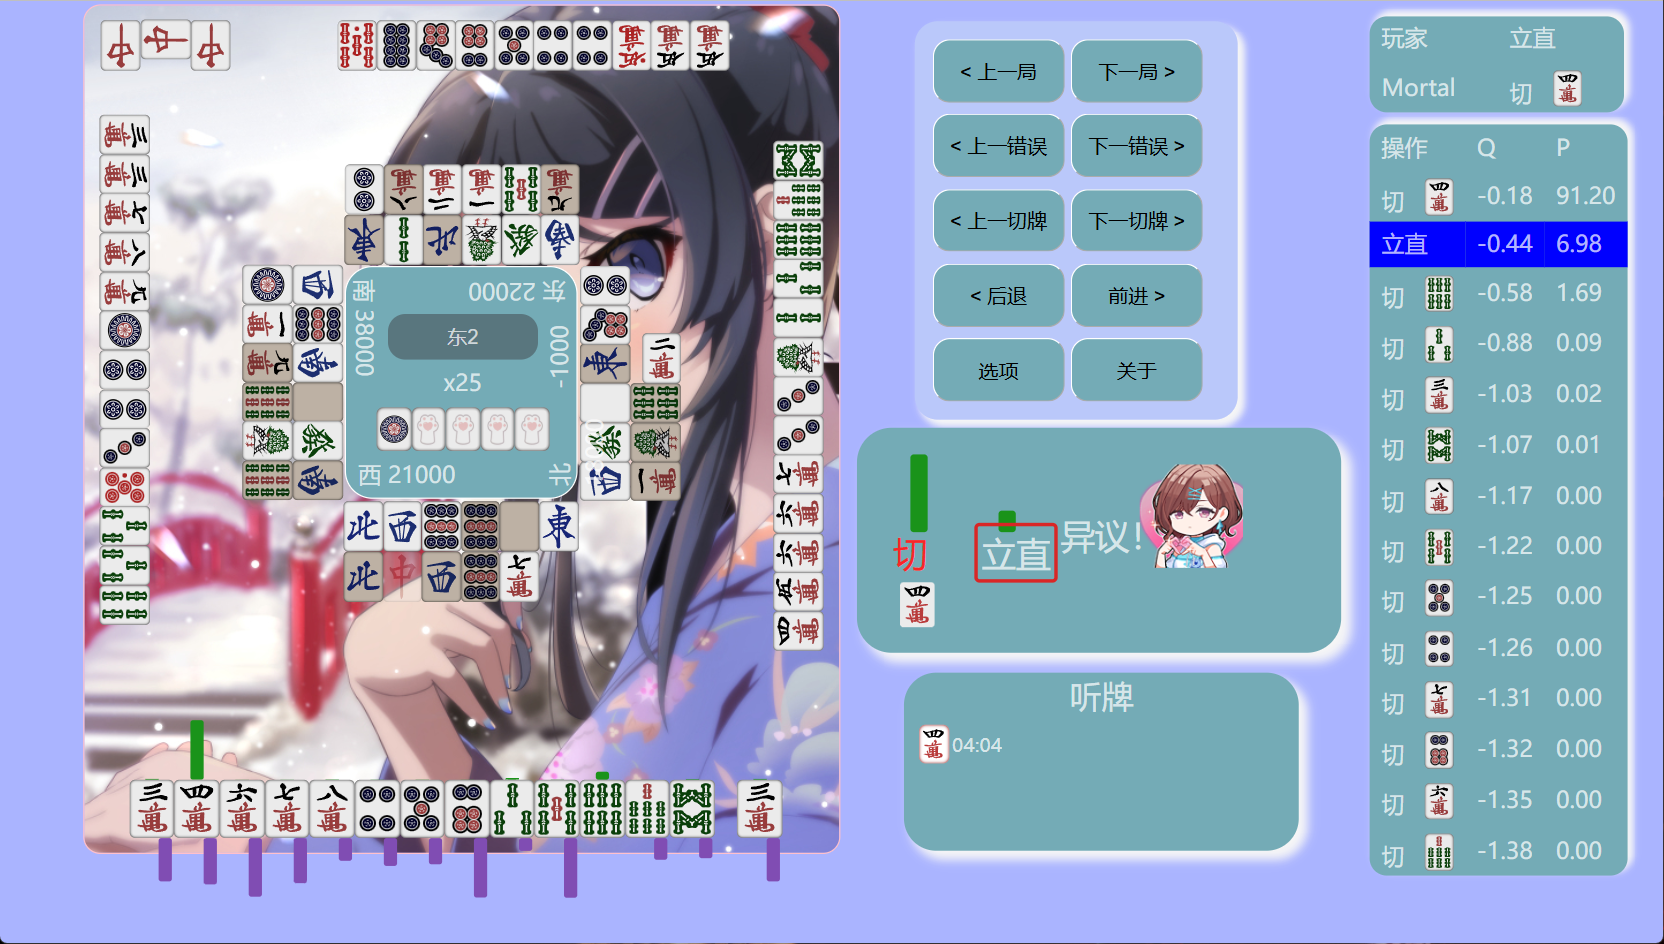 < 上一局
下一局 >
< 上一错误
下一错误 >
< 上一切牌
下一切牌 >
< 后退
前进 >
选项
关于
东 22000
南 38000
-1000
东2
x25
西 21000
北
切
立直
异议！
听牌
04:04
玩家 立直
Mortal 切
操作 Q P
切 -0.18 91.20
立直 -0.44 6.98
切 -0.58 1.69
切 -0.88 0.09
切 -1.03 0.02
切 -1.07 0.01
切 -1.17 0.00
切 -1.22 0.00
切 -1.25 0.00
切 -1.26 0.00
切 -1.31 0.00
切 -1.32 0.00
切 -1.35 0.00
切 -1.38 0.00